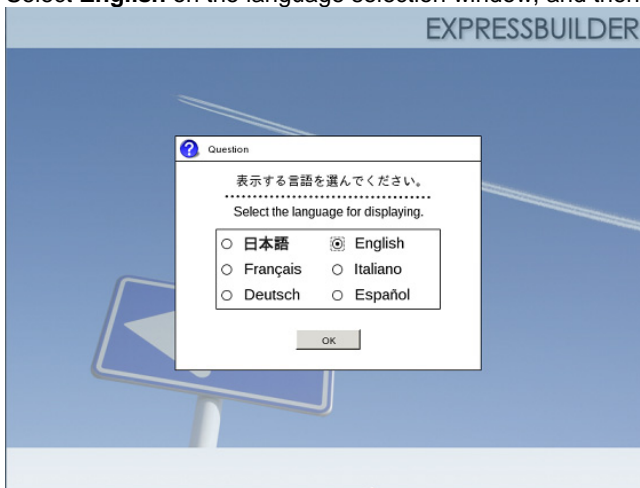 Select English on the language selection window, and then
EXPRESSBUILDER
Question
表示する言語を選んでください。
Select the language for displaying.
日本語 English
Français Italiano
Deutsch Español
OK